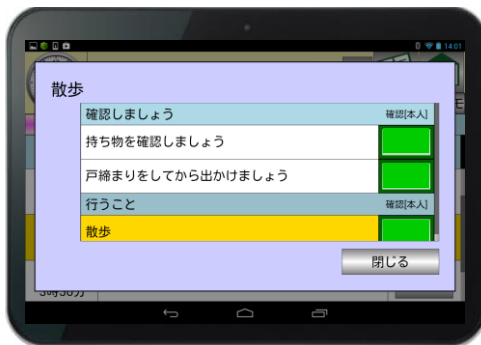 14:01
散歩
確認しましょう 確認[本人]
持ち物を確認しましょう
戸締まりをしてから出かけましょう
行うこと 確認[本人]
散歩
閉じる